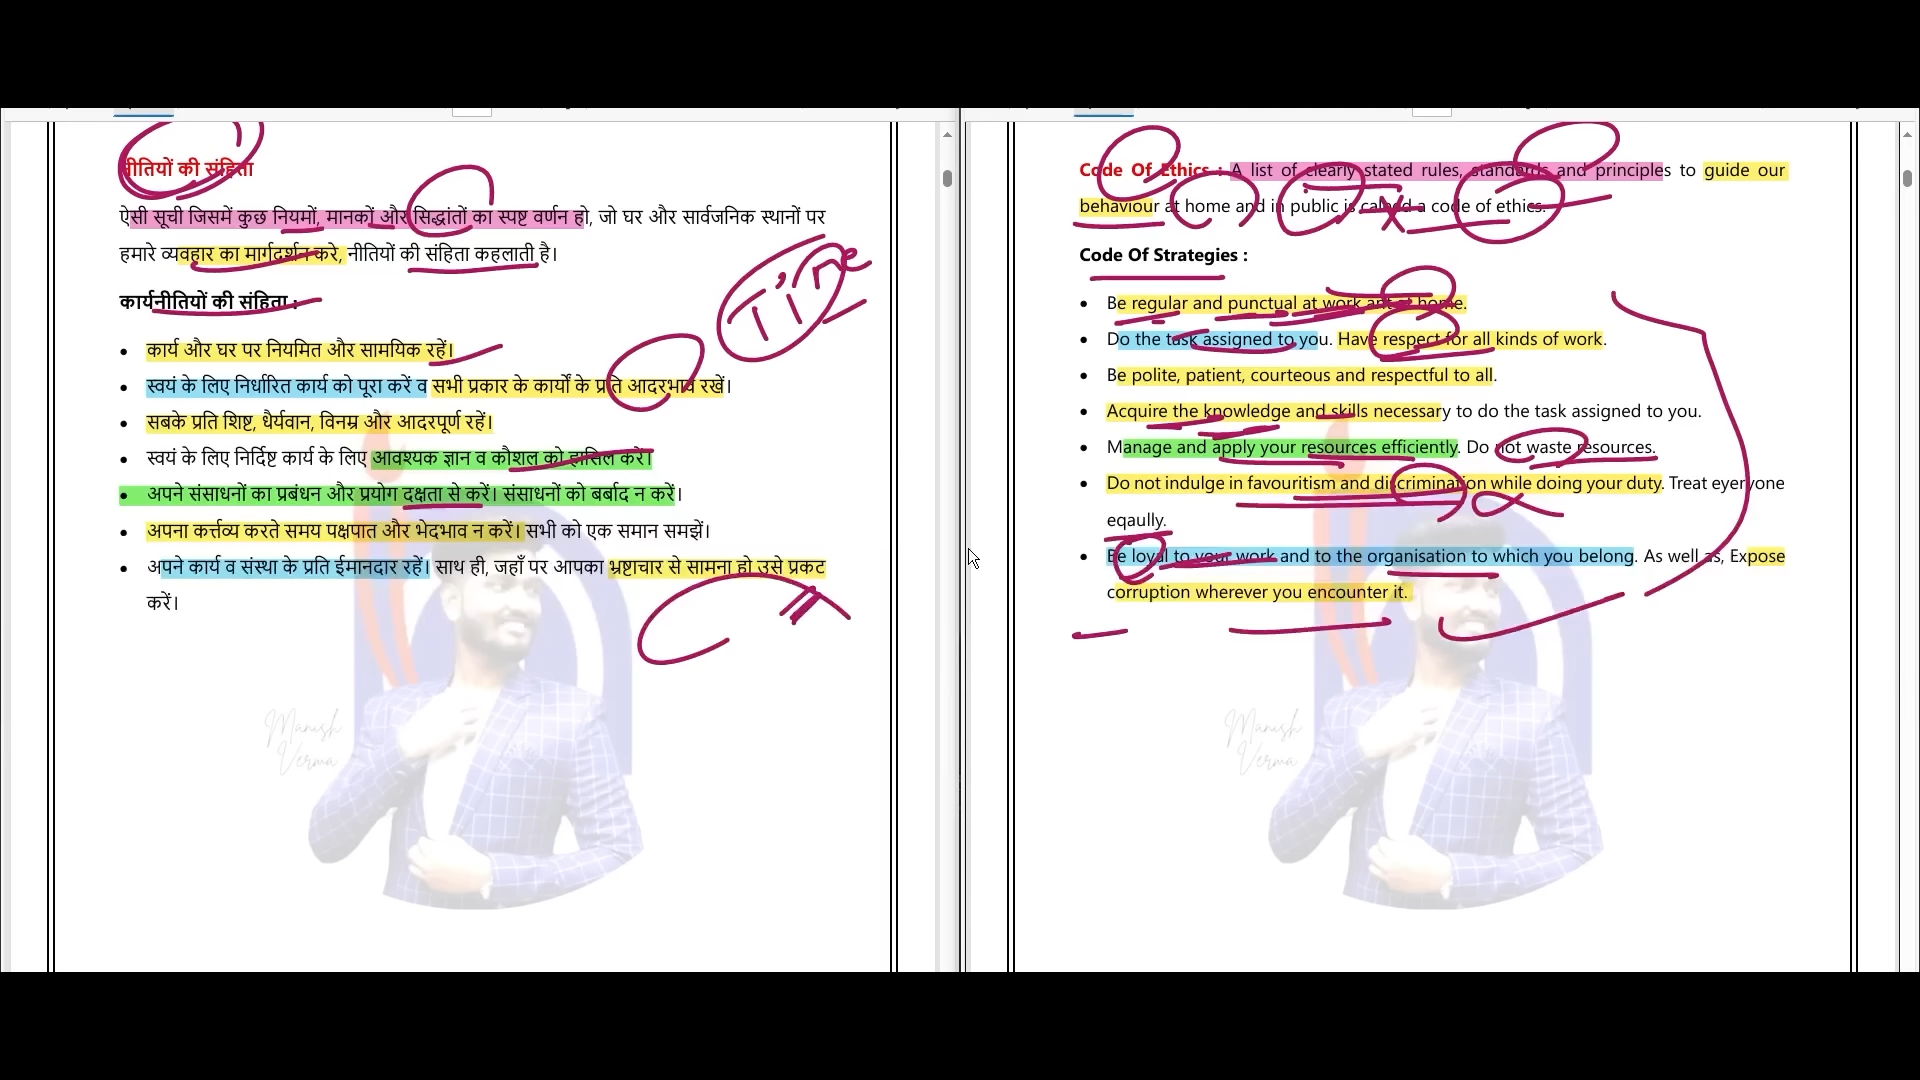 नीतियों की संहिता
ऐसी सूची जिसमें कुछ नियमों, मानकों और सिद्धांतों का स्पष्ट वर्णन हो, जो घर और सार्वजनिक स्थानों पर
हमारे व्यवहार का मार्गदर्शन करे, नीतियों की संहिता कहलाती है।
कार्यनीतियों की संहिता :
• कार्य और घर पर नियमित और सामयिक रहें।
• स्वयं के लिए निर्धारित कार्य को पूरा करें व सभी प्रकार के कार्यों के प्रति आदरभाव रखें।
• सबके प्रति शिष्ट, धैर्यवान, विनम्र और आदरपूर्ण रहें।
• स्वयं के लिए निर्दिष्ट कार्य के लिए आवश्यक ज्ञान व कौशल को हासिल करें।
• अपने संसाधनों का प्रबंधन और प्रयोग दक्षता से करें। संसाधनों को बर्बाद न करें।
• अपना कर्त्तव्य करते समय पक्षपात और भेदभाव न करें। सभी को एक समान समझें।
• अपने कार्य व संस्था के प्रति ईमानदार रहें। साथ ही, जहाँ पर आपका भ्रष्टाचार से सामना हो उसे प्रकट
करें।
Time
Manish
Verma
Code Of Ethics : A list of clearly stated rules, standards and principles to guide our
behaviour at home and in public is called a code of ethics.
Code Of Strategies :
• Be regular and punctual at work ant at home.
• Do the task assigned to you. Have respect for all kinds of work.
• Be polite, patient, courteous and respectful to all.
• Acquire the knowledge and skills necessary to do the task assigned to you.
• Manage and apply your resources efficiently. Do not waste resources.
• Do not indulge in favouritism and discrimination while doing your duty. Treat eyeryone
eqaully.
• Be loyal to your work and to the organisation to which you belong. As well as, Expose
corruption wherever you encounter it.
Manish
Verma